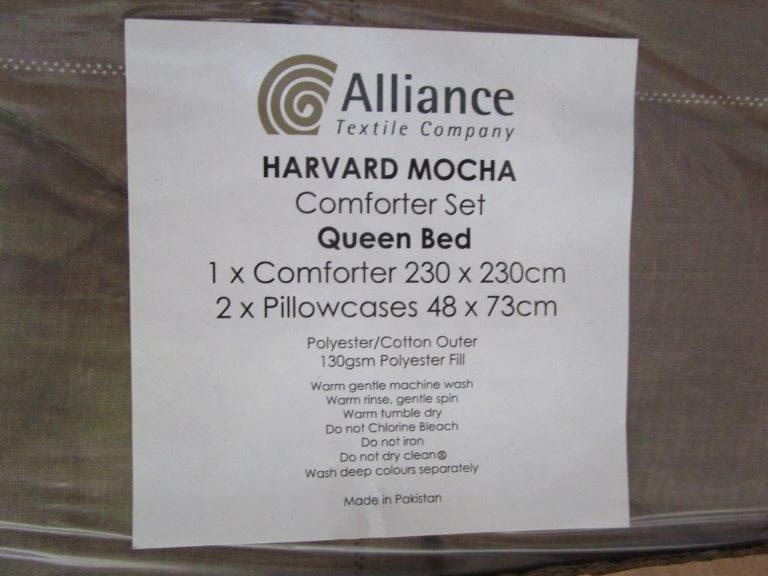 Alliance
Textile Company
HARVARD MOCHA
Comforter Set
Queen Bed
1 x Comforter 230 x 230cm
2 x Pillowcases 48 x 73cm
Polyester/Cotton Outer
130gsm Polyester Fill
Warm gentle machine wash
Warm rinse, gentle spin
Warm tumble dry
Do not Chlorine Bleach
Do not iron
Do not dry clean⊗
Wash deep colours separately
Made in Pakistan